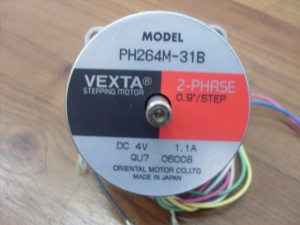 MODEL
PH264M-31B
VEXTA® 2-PHASE
STEPPING MOTOR 0.9°/STEP
DC 4V 1.1A
QU7 06008
ORIENTAL MOTOR CO.,LTD.
MADE IN JAPAN